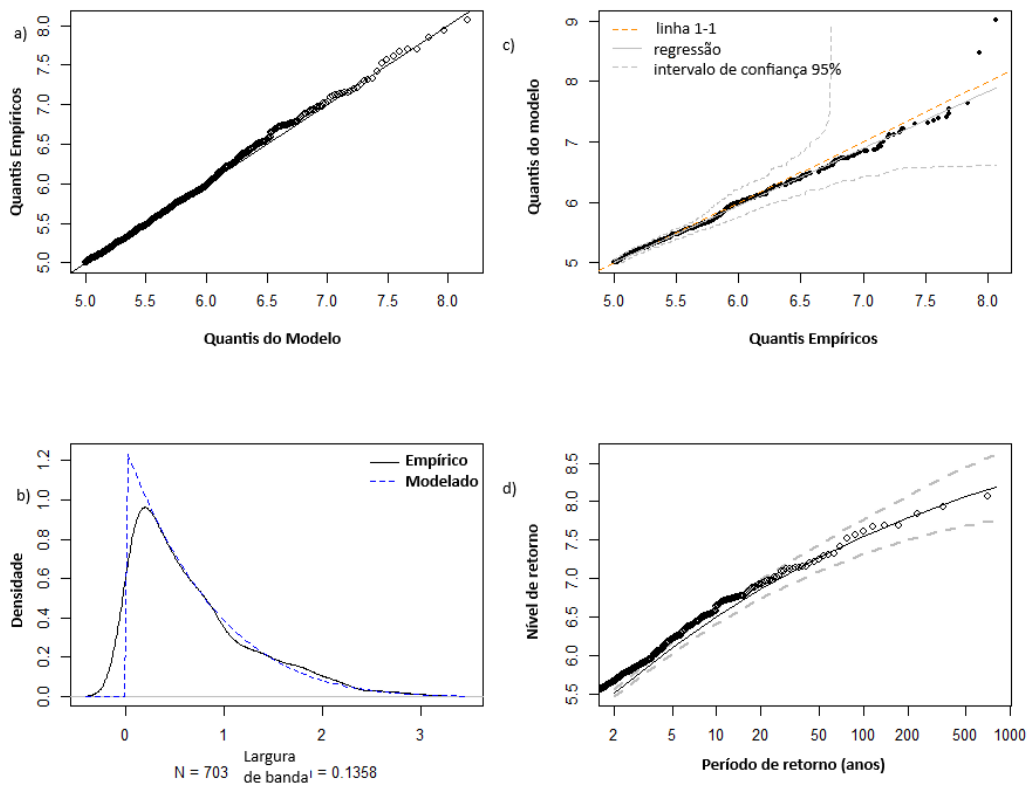 a)
Quantis Empíricos
8.0
7.5
7.0
6.5
6.0
5.5
5.0
5.0 5.5 6.0 6.5 7.0 7.5 8.0
Quantis do Modelo
c)
linha 1-1
regressão
intervalo de confiança 95%
Quantis do modelo
9
8
7
6
5
5.0 5.5 6.0 6.5 7.0 7.5 8.0
Quantis Empíricos
b)
Empírico
Modelado
Densidade
1.2
1.0
0.8
0.6
0.4
0.2
0.0
0 1 2 3
N = 703 Largura
de banda = 0.1358
d)
Nível de retorno
8.5
8.0
7.5
7.0
6.5
6.0
5.5
2 5 10 20 50 100 200 500 1000
Período de retorno (anos)